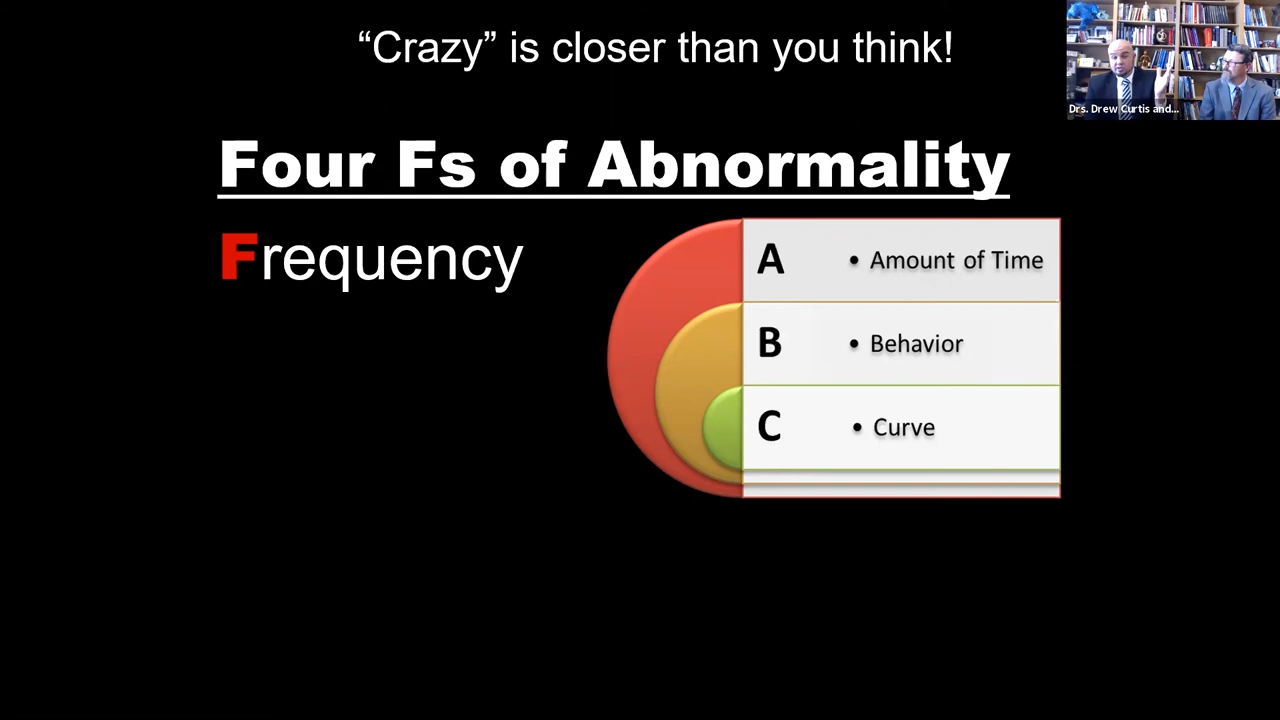 “Crazy” is closer than you think!
Drs. Drew Curtis and...
Four Fs of Abnormality
Frequency
A • Amount of Time
B • Behavior
C • Curve